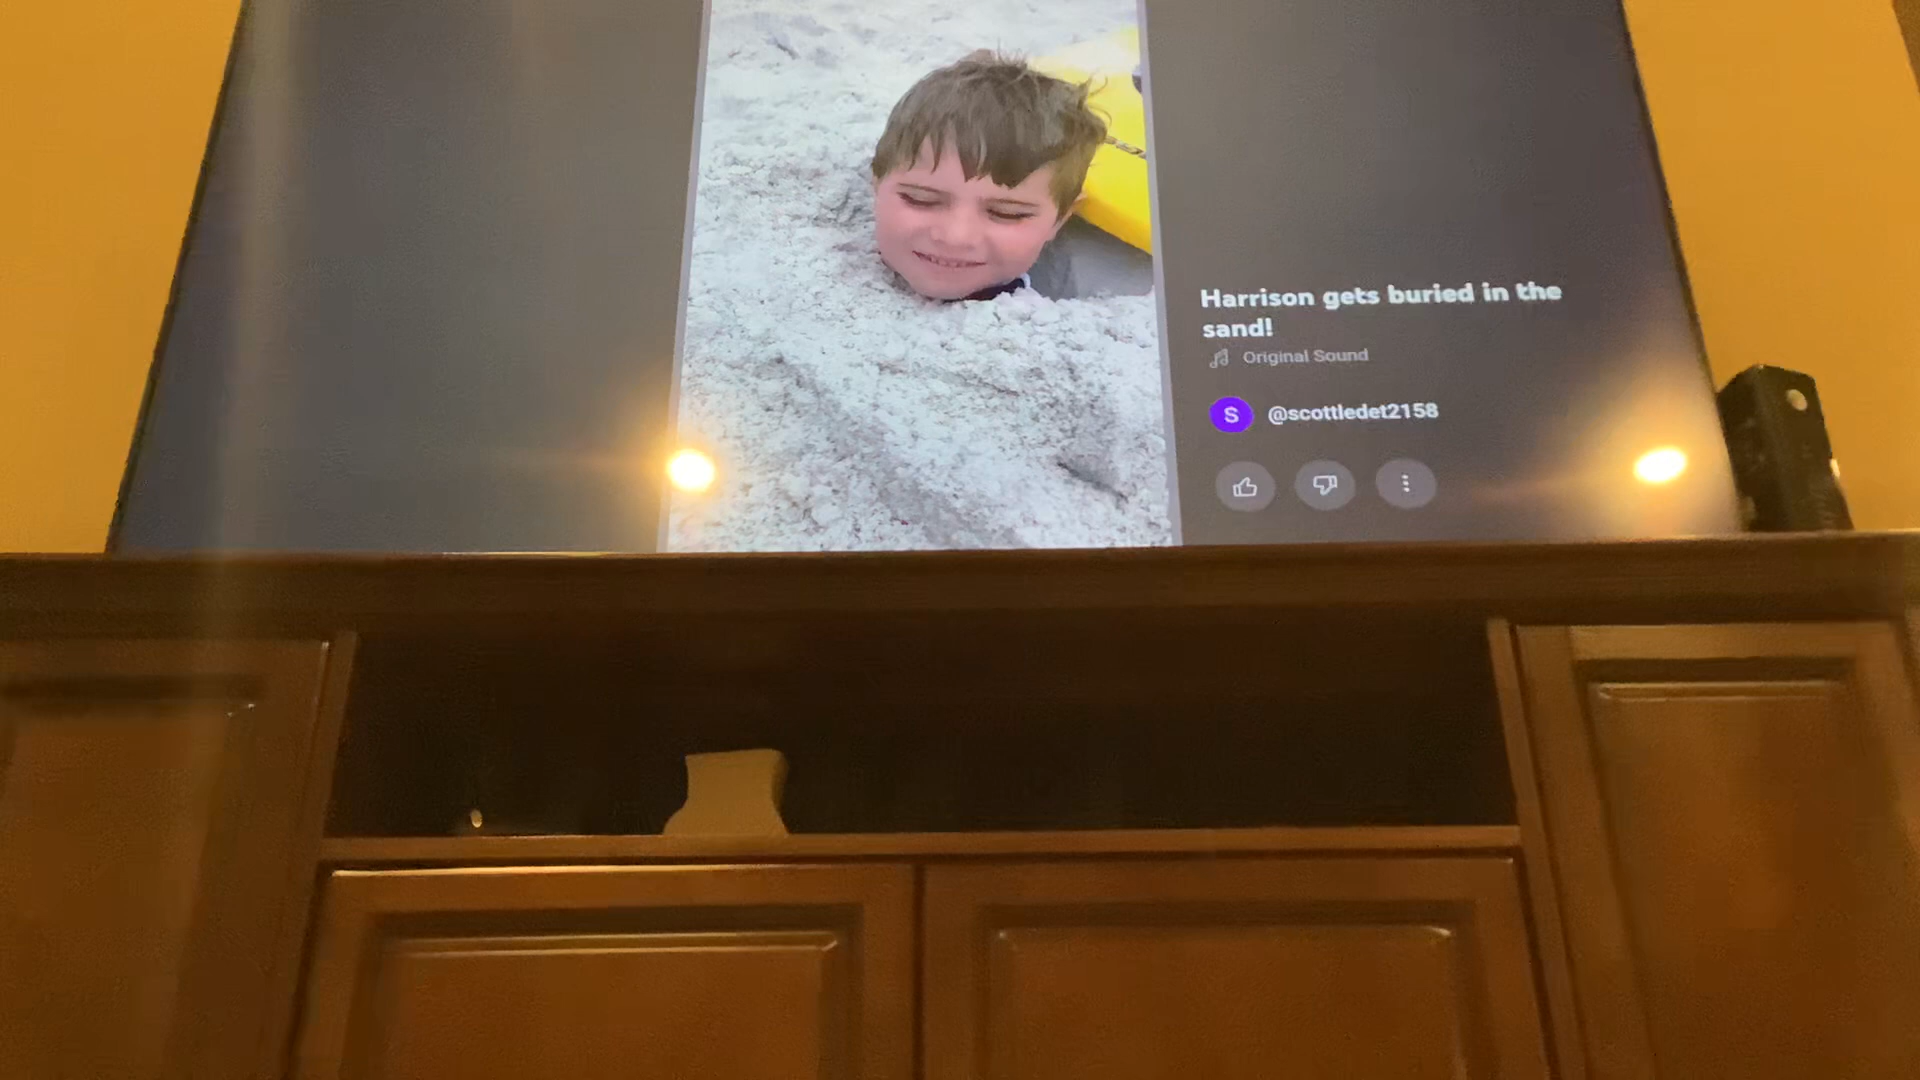 Harrison gets buried in the
sand!
Original Sound
S @scottledet2158